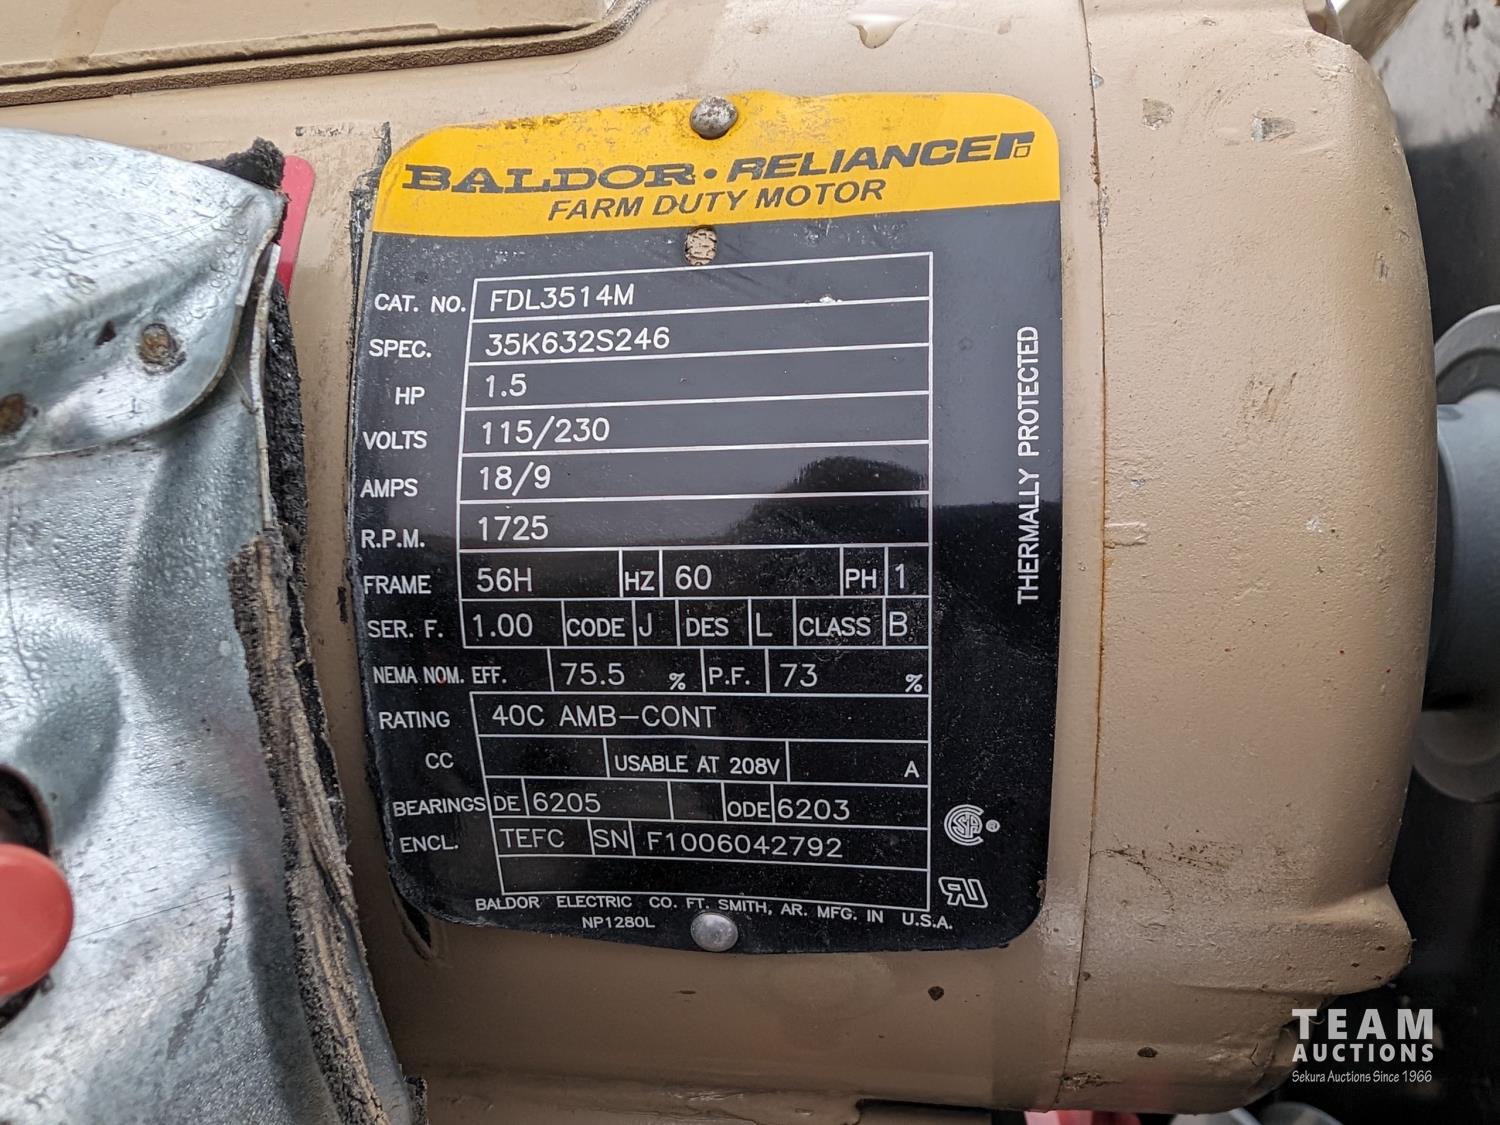 BALDOR • RELIANCE
FARM DUTY MOTOR
CAT. NO. FDL3514M
SPEC. 35K632S246
HP 1.5
VOLTS 115/230
AMPS 18/9
R.P.M. 1725
FRAME 56H HZ 60 PH 1
SER. F. 1.00 CODE J DES L CLASS B
NEMA NOM. EFF. 75.5 % P.F. 73 %
RATING 40C AMB-CONT
CC USABLE AT 208V A
BEARINGS DE 6205 ODE 6203
ENCL. TEFC SN F1006042792
BALDOR ELECTRIC CO. FT. SMITH, AR. MFG. IN U.S.A.
NP1280L
THERMALLY PROTECTED
TEAM
AUCTIONS
Sekura Auctions Since 1966